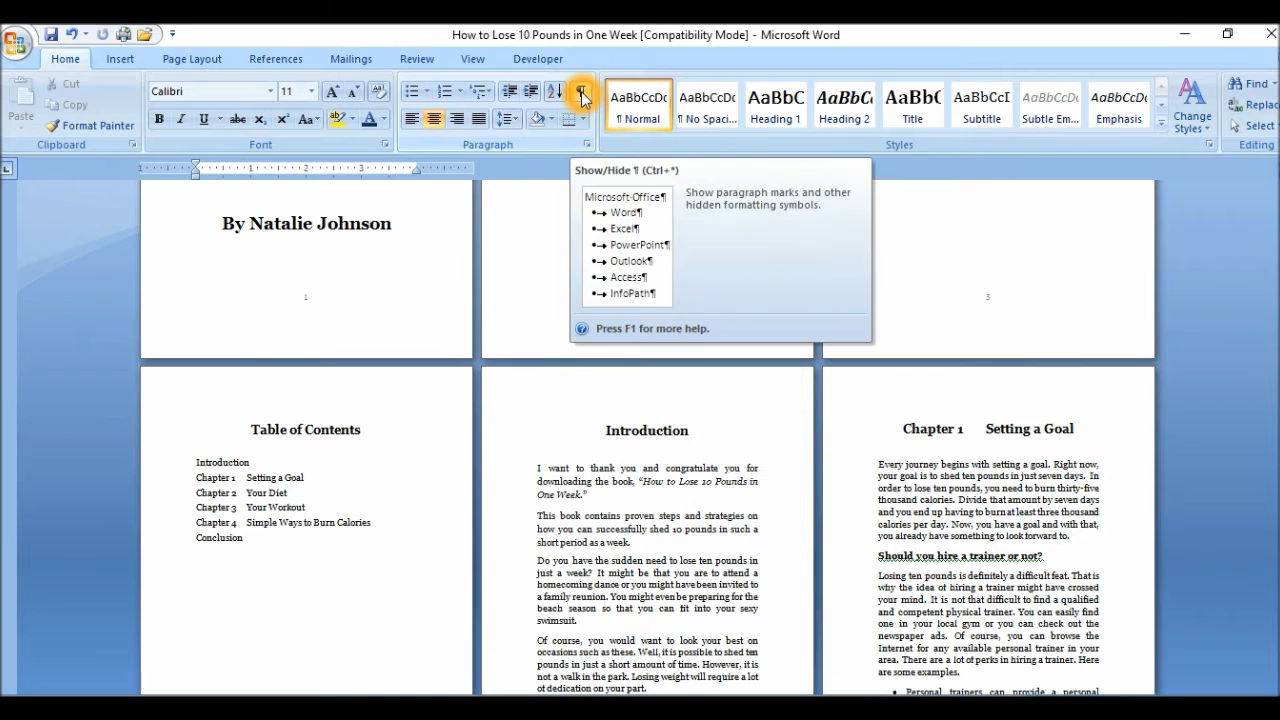 How to Lose 10 Pounds in One Week [Compatibility Mode] - Microsoft Word
Home Insert Page Layout References Mailings Review View Developer
Cut
Copy
Paste
Format Painter
Clipboard
Calibri 11
B I U
Font
Paragraph
AaBbCcDc AaBbCcDc AaBbC AaBbC AaBb( AaBbCcI AaBbCcDc AaBbCcDc
¶ Normal ¶ No Spaci... Heading 1 Heading 2 Title Subtitle Subtle Em... Emphasis
Change
Styles
Styles
Find
Replac
Select
Editing
1 1 2 3
Show/Hide ¶ (Ctrl+*)
Microsoft·Office¶
Word¶
Excel¶
PowerPoint¶
Outlook¶
Access¶
InfoPath¶
Show paragraph marks and other
hidden formatting symbols.
Press F1 for more help.
By Natalie Johnson
1
3
Table of Contents
Introduction
Chapter 1 Setting a Goal
Chapter 2 Your Diet
Chapter 3 Your Workout
Chapter 4 Simple Ways to Burn Calories
Conclusion
Introduction
I want to thank you and congratulate you for
downloading the book, “How to Lose 10 Pounds in
One Week.”
This book contains proven steps and strategies on
how you can successfully shed 10 pounds in such a
short period as a week.
Do you have the sudden need to lose ten pounds in
just a week? It might be that you are to attend a
homecoming dance or you might have been invited to
a family reunion. You might even be preparing for the
beach season so that you can fit into your sexy
swimsuit.
Of course, you would want to look your best on
occasions such as these. Well, it is possible to shed ten
pounds in just a short amount of time. However, it is
not a walk in the park. Losing weight will require a lot
of dedication on your part.
Chapter 1 Setting a Goal
Every journey begins with setting a goal. Right now,
your goal is to shed ten pounds in just seven days. In
order to lose ten pounds, you need to burn thirty-five
thousand calories. Divide that amount by seven days
and you end up having to burn at least three thousand
calories per day. Now, you have a goal and with that,
you already have something to look forward to.
Should you hire a trainer or not?
Losing ten pounds is definitely a difficult feat. That is
why the idea of hiring a trainer might have crossed
your mind. It is not that difficult to find a qualified
and competent physical trainer. You can easily find
one in your local gym or you can check out the
newspaper ads. Of course, you can browse the
Internet for any available personal trainer in your
area. There are a lot of perks in hiring a trainer. Here
are some examples.
• Personal trainers can provide a personal